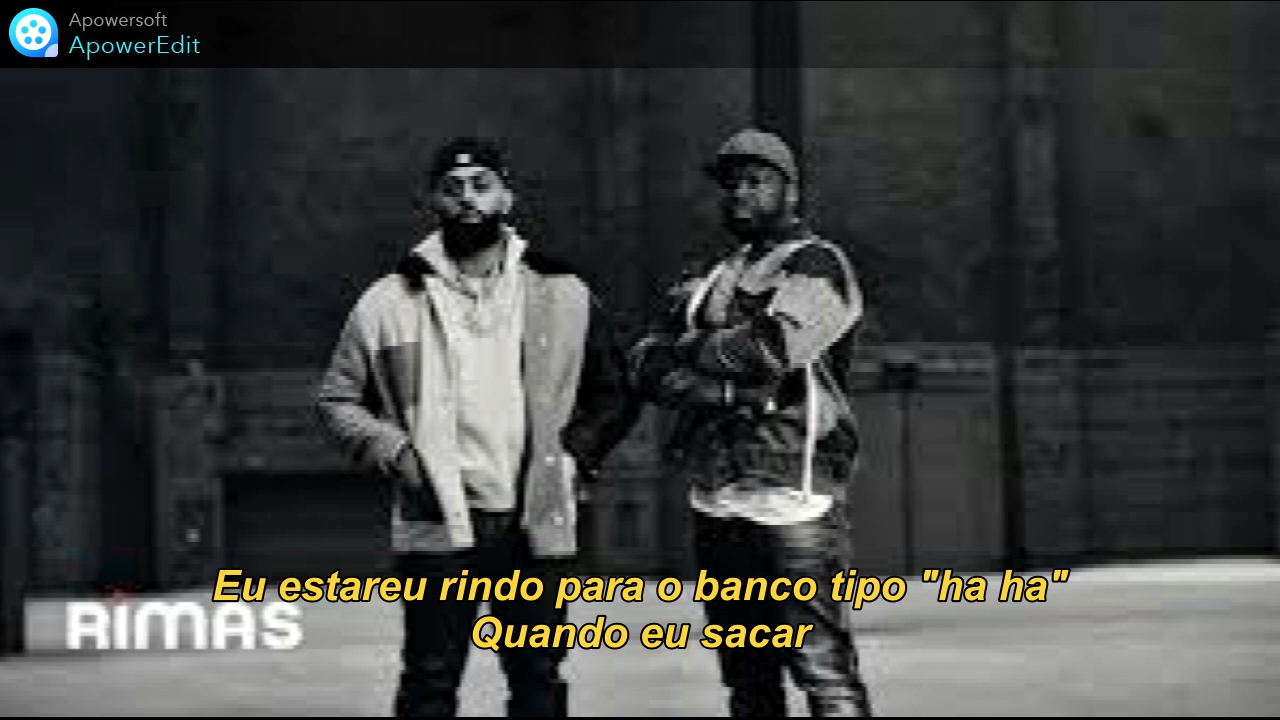 Apowersoft
ApowerEdit
Eu estareu rindo para o banco tipo "ha ha"
Quando eu sacar
RIMAS